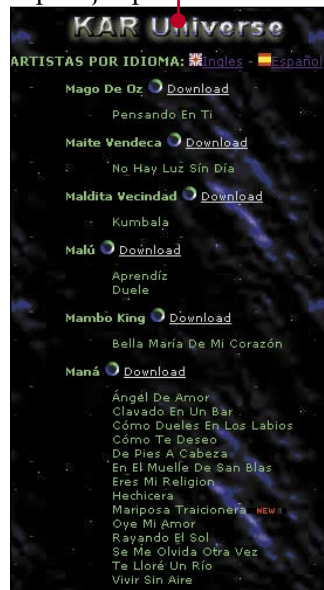 KAR Universe
ARTISTAS POR IDIOMA: Ingles - Español
Mago De Oz Download
Pensando En Ti
Maite Vendeca Download
No Hay Luz Sín Día
Maldita Vecindad Download
Kumbala
Malú Download
Aprendíz
Duele
Mambo King Download
Bella María De Mi Corazón
Maná Download
Ángel De Amor
Clavado En Un Bar
Cómo Dueles En Los Labios
Cómo Te Deseo
De Pies A Cabeza
En El Muelle De San Blas
Eres Mi Religion
Hechicera
Mariposa Traicionera NEW
Oye Mi Amor
Rayando El Sol
Se Me Olvida Otra Vez
Te Lloré Un Río
Vivir Sin Aire